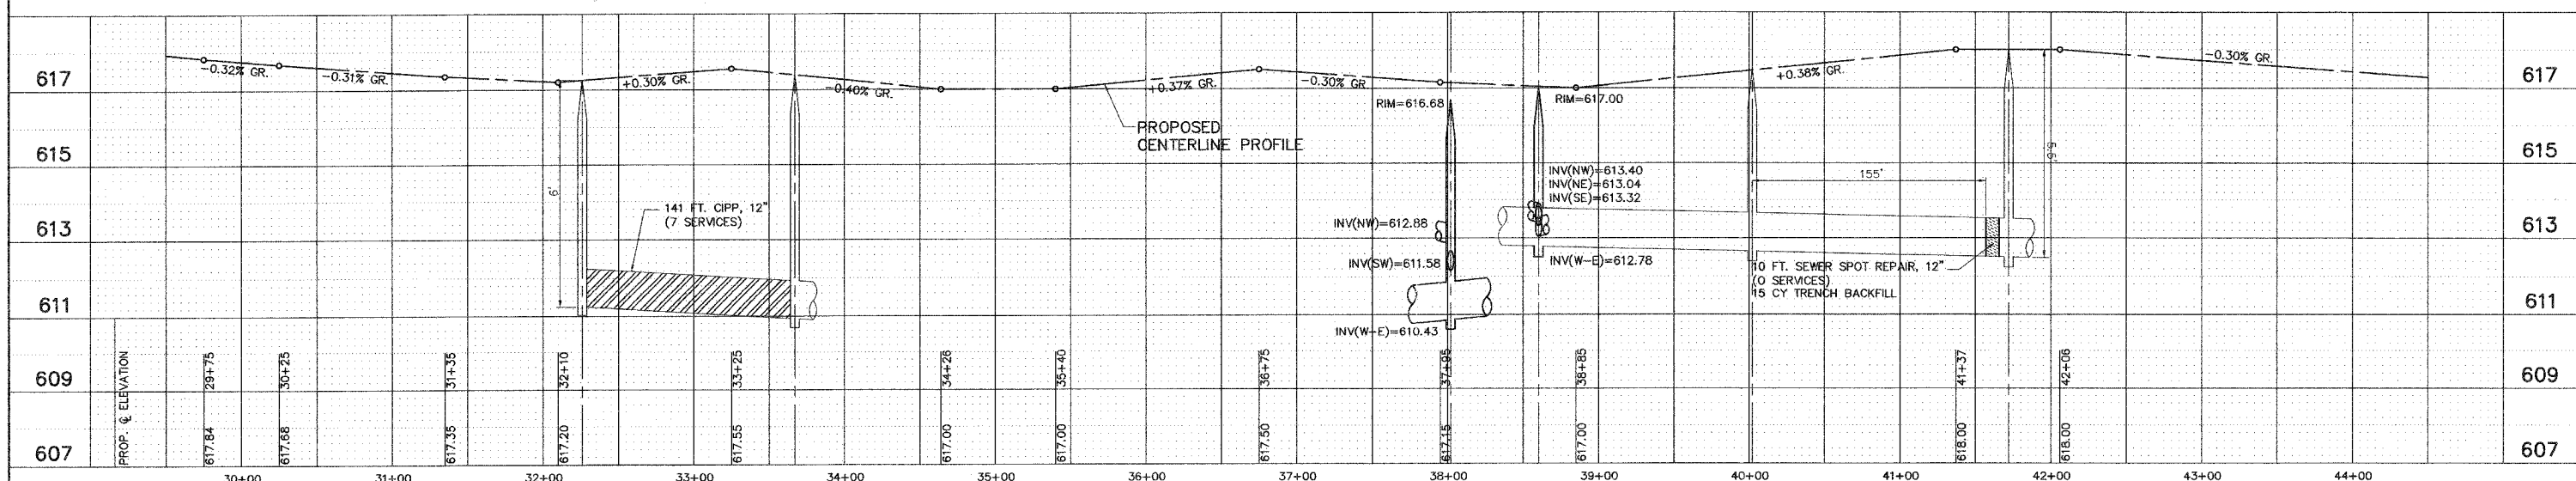 617
615
613
611
609
607
-0.32% GR.
-0.31% GR.
+0.30% GR.
-0.40% GR.
+0.37% GR.
-0.30% GR.
+0.38% GR.
-0.30% GR.
617
615
613
611
609
607
PROPOSED
CENTERLINE PROFILE
6'
141 FT. CIPP, 12"
(7 SERVICES)
RIM=616.68
INV(NW)=612.88
INV(SW)=611.58
INV(W-E)=610.43
RIM=617.00
INV(NW)=613.40
INV(NE)=613.04
INV(SE)=613.32
INV(W-E)=612.78
155'
10 FT. SEWER SPOT REPAIR, 12"
(0 SERVICES)
15 CY TRENCH BACKFILL
PROP. ℄ ELEVATION
29+75
617.84
30+25
617.68
31+35
617.35
32+10
617.20
33+25
617.55
34+26
617.00
35+40
617.00
36+75
617.50
37+95
617.15
38+85
617.00
41+37
618.00
42+06
618.00
30+00
31+00
32+00
33+00
34+00
35+00
36+00
37+00
38+00
39+00
40+00
41+00
42+00
43+00
44+00